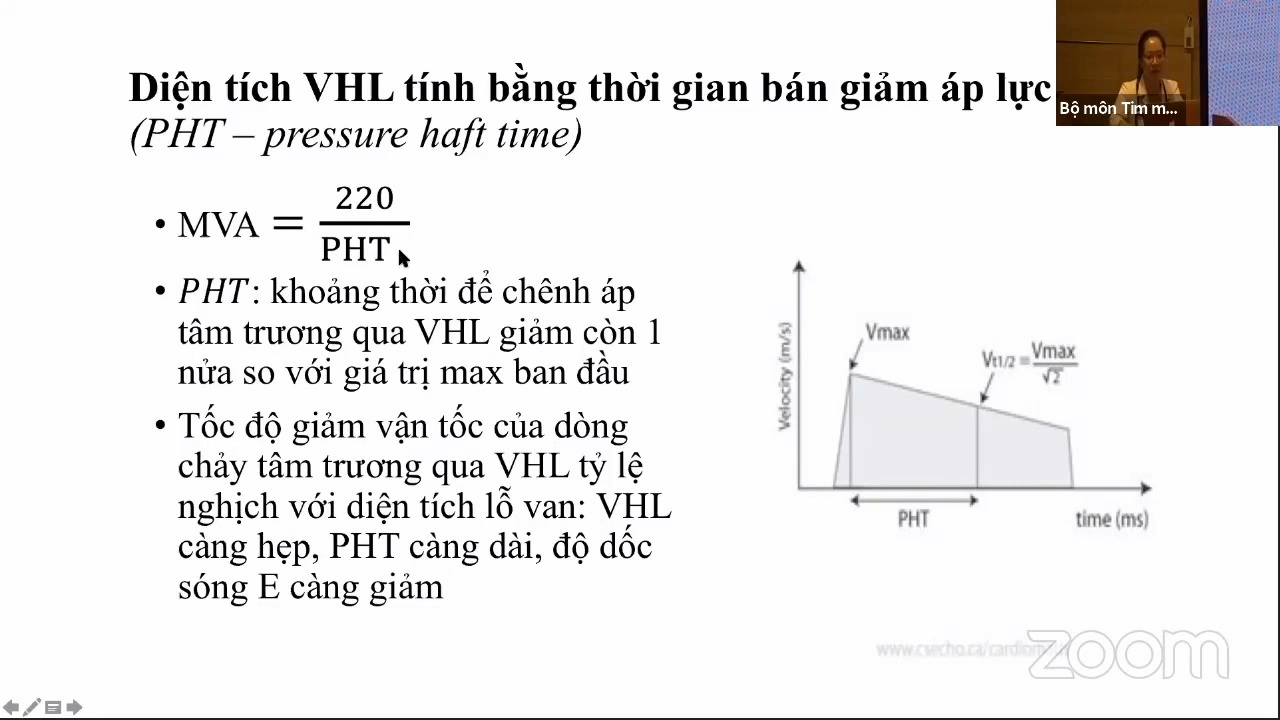 Diện tích VHL tính bằng thời gian bán giảm áp lực
(PHT – pressure haft time)
Bộ môn Tim m...
• MVA = 220
PHT
• PHT: khoảng thời để chênh áp
tâm trương qua VHL giảm còn 1
nửa so với giá trị max ban đầu
• Tốc độ giảm vận tốc của dòng
chảy tâm trương qua VHL tỷ lệ
nghịch với diện tích lỗ van: VHL
càng hẹp, PHT càng dài, độ dốc
sóng E càng giảm
Velocity (m/s)
Vmax
Vt1/2 = Vmax
√2
PHT
time (ms)
zoom